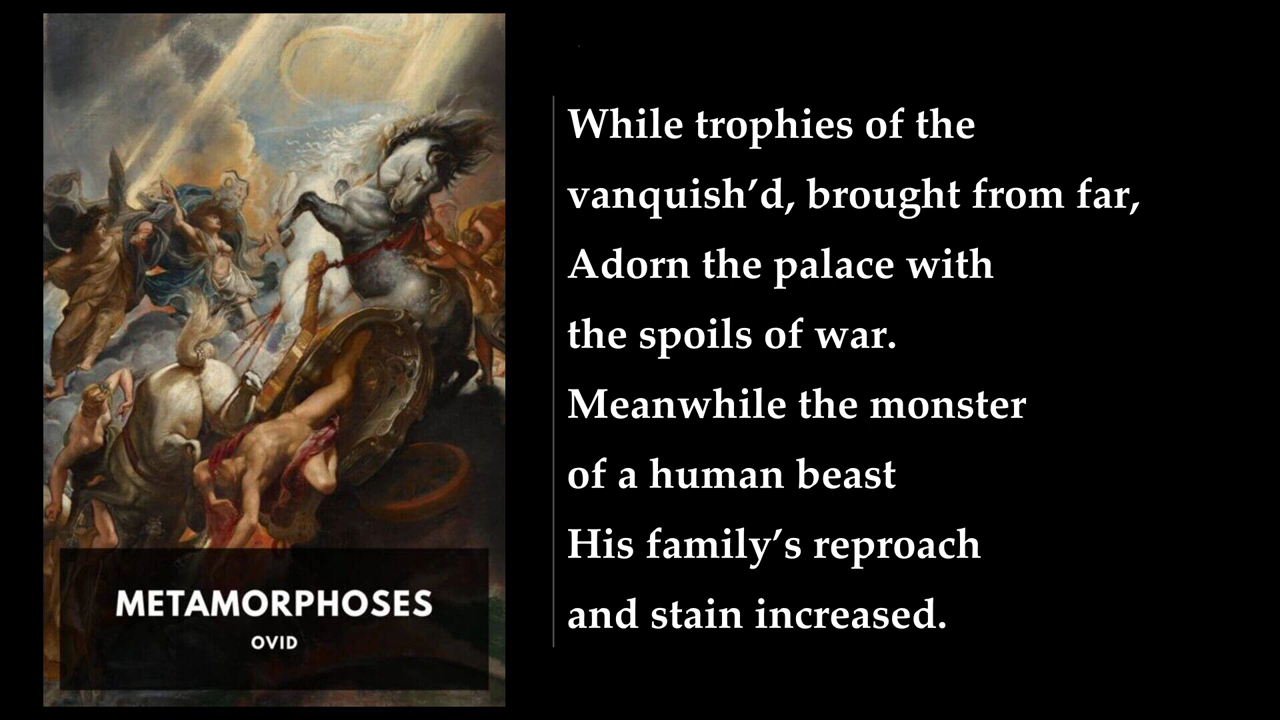 METAMORPHOSES
OVID
While trophies of the
vanquish’d, brought from far,
Adorn the palace with
the spoils of war.
Meanwhile the monster
of a human beast
His family’s reproach
and stain increased.